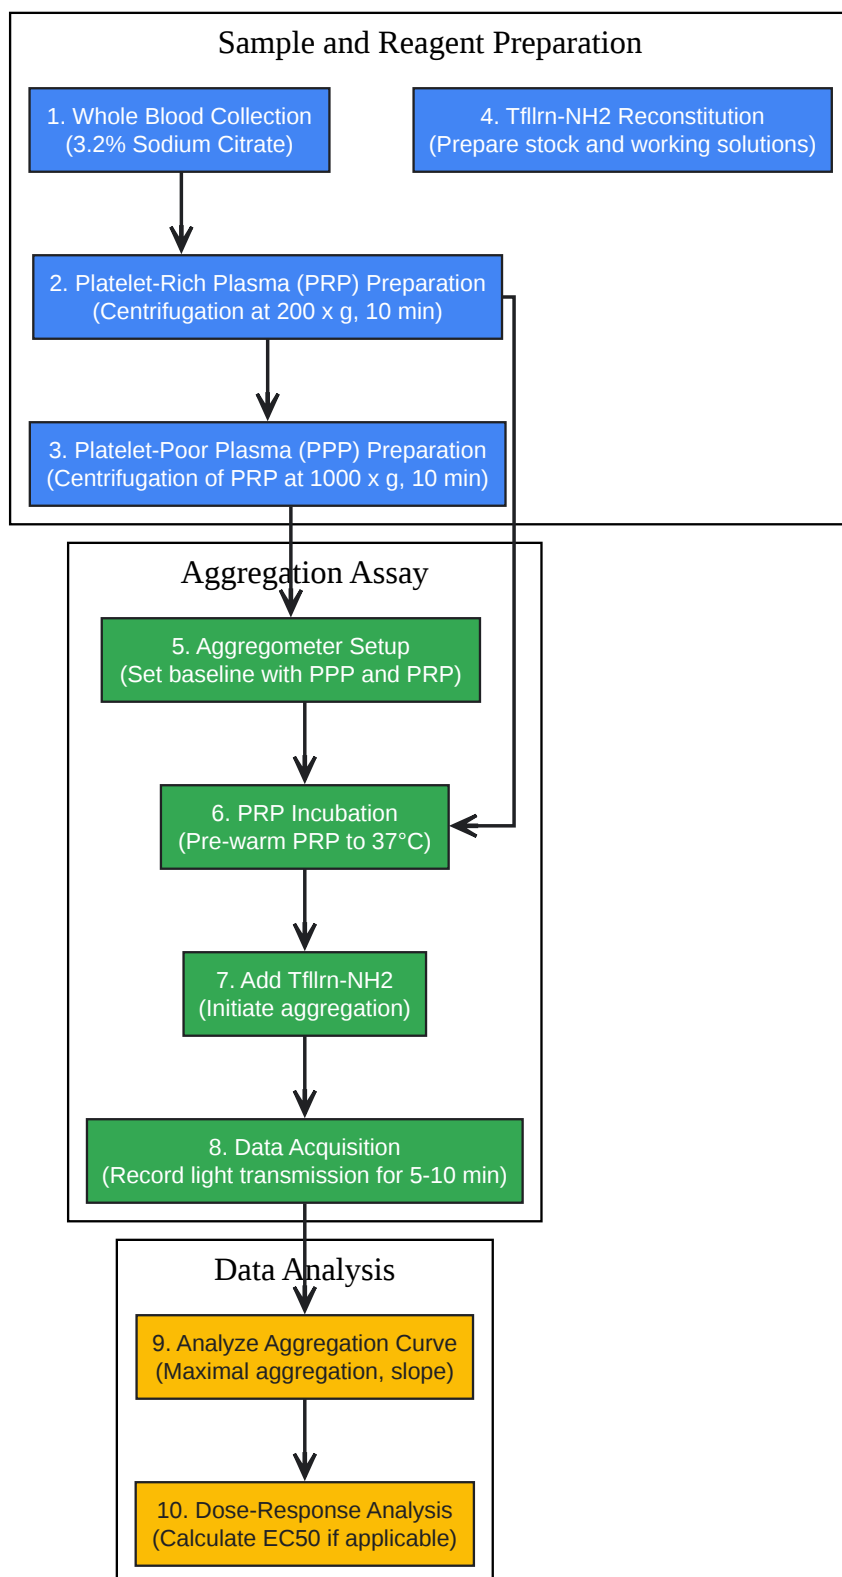 Sample and Reagent Preparation
1. Whole Blood Collection
(3.2% Sodium Citrate)
4. Tfllrn-NH2 Reconstitution
(Prepare stock and working solutions)
2. Platelet-Rich Plasma (PRP) Preparation
(Centrifugation at 200 x g, 10 min)
3. Platelet-Poor Plasma (PPP) Preparation
(Centrifugation of PRP at 1000 x g, 10 min)
Aggregation Assay
5. Aggregometer Setup
(Set baseline with PPP and PRP)
6. PRP Incubation
(Pre-warm PRP to 37°C)
7. Add Tfllrn-NH2
(Initiate aggregation)
8. Data Acquisition
(Record light transmission for 5-10 min)
Data Analysis
9. Analyze Aggregation Curve
(Maximal aggregation, slope)
10. Dose-Response Analysis
(Calculate EC50 if applicable)